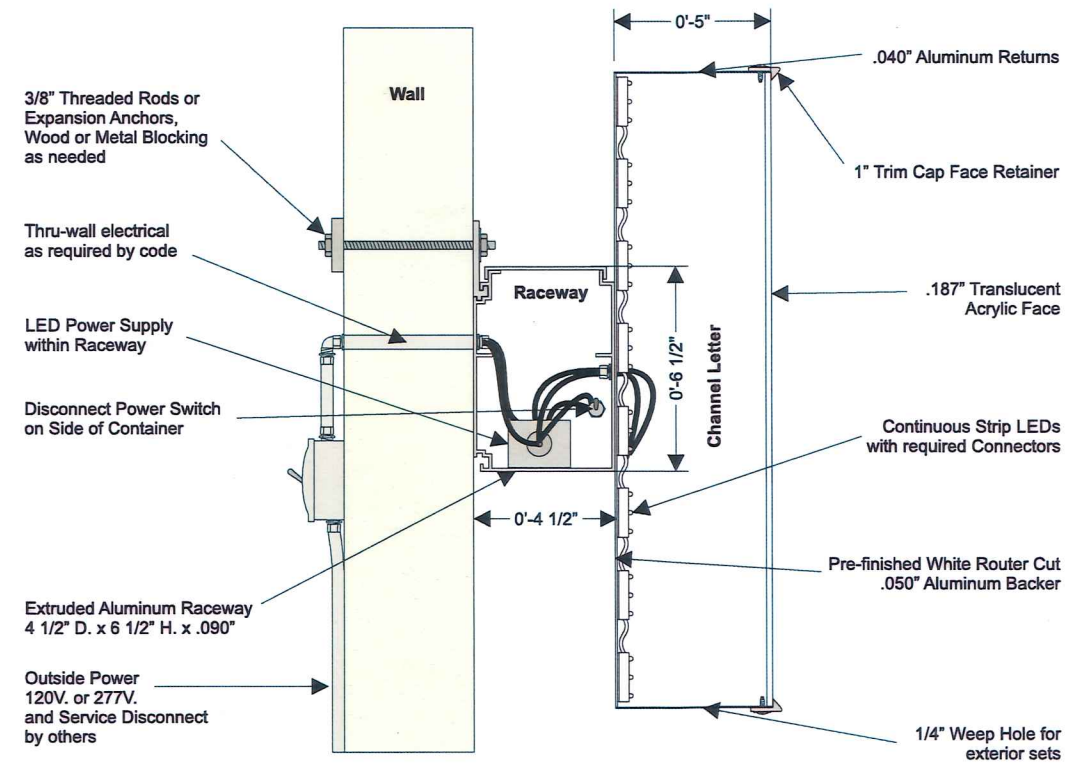 0'-5"
.040" Aluminum Returns
Wall
3/8" Threaded Rods or
Expansion Anchors,
Wood or Metal Blocking
as needed
1" Trim Cap Face Retainer
Thru-wall electrical
as required by code
Raceway
.187" Translucent
Acrylic Face
LED Power Supply
within Raceway
0'-6 1/2"
Channel Letter
Disconnect Power Switch
on Side of Container
Continuous Strip LEDs
with required Connectors
0'-4 1/2"
Pre-finished White Router Cut
.050" Aluminum Backer
Extruded Aluminum Raceway
4 1/2" D. x 6 1/2" H. x .090"
Outside Power
120V. or 277V.
and Service Disconnect
by others
1/4" Weep Hole for
exterior sets